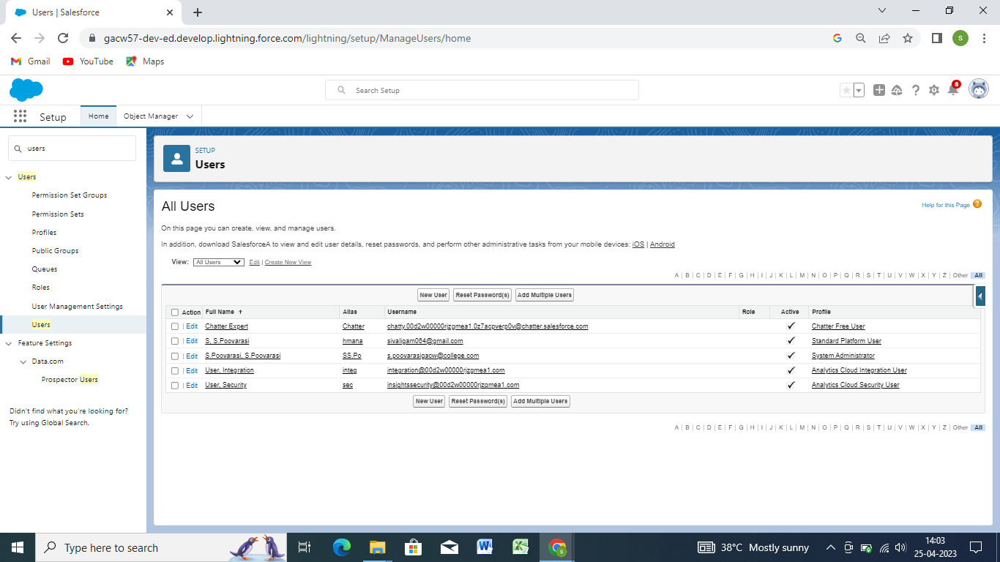 Users | Salesforce
gacw57-dev-ed.develop.lightning.force.com/lightning/setup/ManageUsers/home
S
Gmail YouTube Maps
Search Setup
8
Setup Home Object Manager
users
Users
Permission Set Groups
Permission Sets
Profiles
Public Groups
Queues
Roles
User Management Settings
Users
Feature Settings
Data.com
Prospector Users
Didn't find what you're looking for?
Try using Global Search.
SETUP
Users
All Users
Help for this Page ?
On this page you can create, view, and manage users.
In addition, download SalesforceA to view and edit user details, reset passwords, and perform other administrative tasks from your mobile devices: iOS | Android
View: All Users Edit | Create New View
A | B | C | D | E | F | G | H | I | J | K | L | M | N | O | P | Q | R | S | T | U | V | W | X | Y | Z | Other | All
New User Reset Password(s) Add Multiple Users
Action Full Name ↑ Alias Username Role Active Profile
| Edit Chatter Expert Chatter chatty.00d2w00000rjzgmea1.0z7acpverp0v@chatter.salesforce.com ✓ Chatter Free User
| Edit S, S.Poovarasi hmana sivaligam064@gmail.com ✓ Standard Platform User
| Edit S.Poovarasi, S.Poovarasi SS.Po s.poovarasigacw@college.com ✓ System Administrator
| Edit User, Integration integ integration@00d2w00000rjzgmea1.com ✓ Analytics Cloud Integration User
| Edit User, Security sec insightssecurity@00d2w00000rjzgmea1.com ✓ Analytics Cloud Security User
New User Reset Password(s) Add Multiple Users
A | B | C | D | E | F | G | H | I | J | K | L | M | N | O | P | Q | R | S | T | U | V | W | X | Y | Z | Other | All
Type here to search
38°C Mostly sunny
14:03
25-04-2023